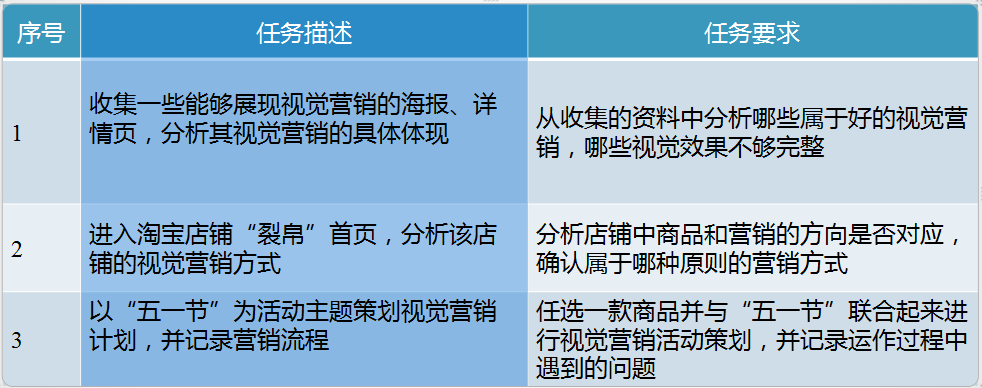 序号 任务描述 任务要求
1
收集一些能够展现视觉营销的海报、详
情页，分析其视觉营销的具体体现
从收集的资料中分析哪些属于好的视觉营
销，哪些视觉效果不够完整
2
进入淘宝店铺“裂帛”首页，分析该店
铺的视觉营销方式
分析店铺中商品和营销的方向是否对应，
确认属于哪种原则的营销方式
3
以“五一节”为活动主题策划视觉营销
计划，并记录营销流程
任选一款商品并与“五一节”联合起来进
行视觉营销活动策划，并记录运作过程中
遇到的问题